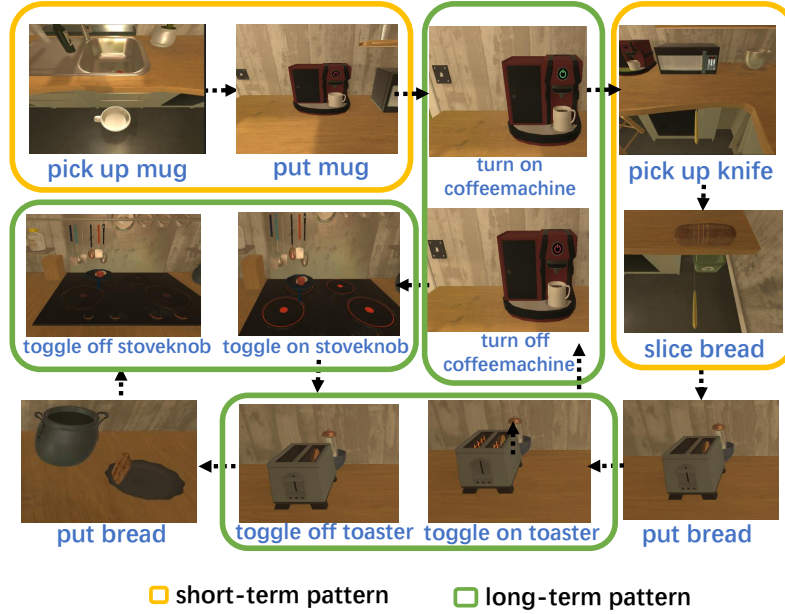 pick up mug
put mug
turn on
coffeemachine
pick up knife
toggle off stoveknob
toggle on stoveknob
turn off
coffeemachine
slice bread
put bread
toggle off toaster
toggle on toaster
put bread
short-term pattern
long-term pattern